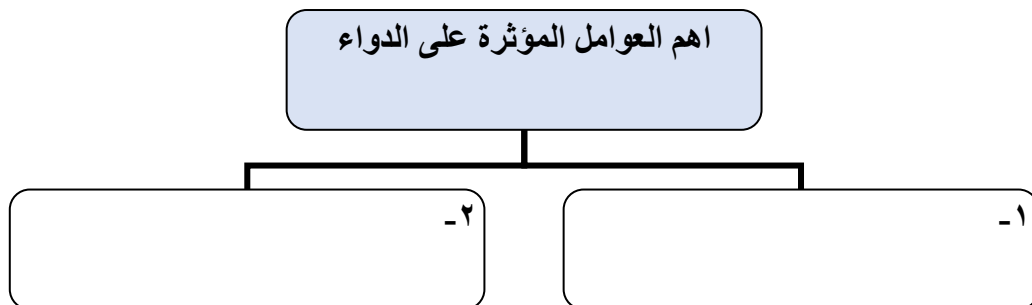 اهم العوامل المؤثرة على الدواء
١-
٢-